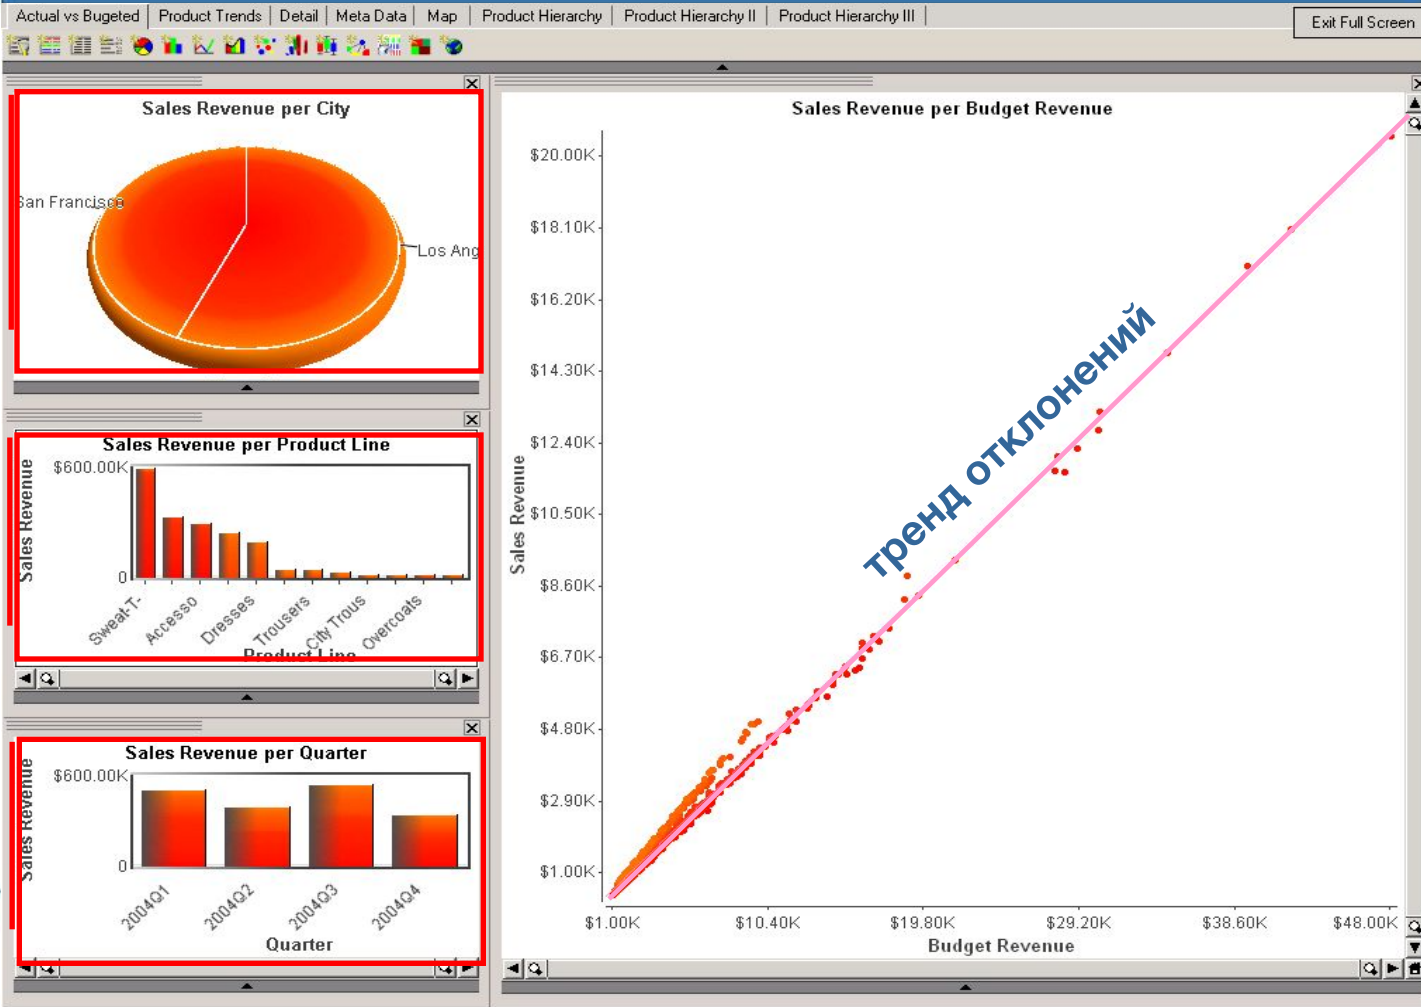 Actual vs Bugeted
Product Trends
Detail
Meta Data
Map
Product Hierarchy
Product Hierarchy II
Product Hierarchy III
Exit Full Screen
Sales Revenue per City
San Francisco
Los Ang
Sales Revenue per Product Line
Sales Revenue
$600.00K
0
Sweat-T-
Accesso
Dresses
Trousers
City Trous
Overcoats
Product Line
Sales Revenue per Quarter
Sales Revenue
$600.00K
0
2004Q1
2004Q2
2004Q3
2004Q4
Quarter
Sales Revenue per Budget Revenue
Sales Revenue
$20.00K
$18.10K
$16.20K
$14.30K
$12.40K
$10.50K
$8.60K
$6.70K
$4.80K
$2.90K
$1.00K
тренд отклонений
$1.00K
$10.40K
$19.80K
$29.20K
$38.60K
$48.00K
Budget Revenue